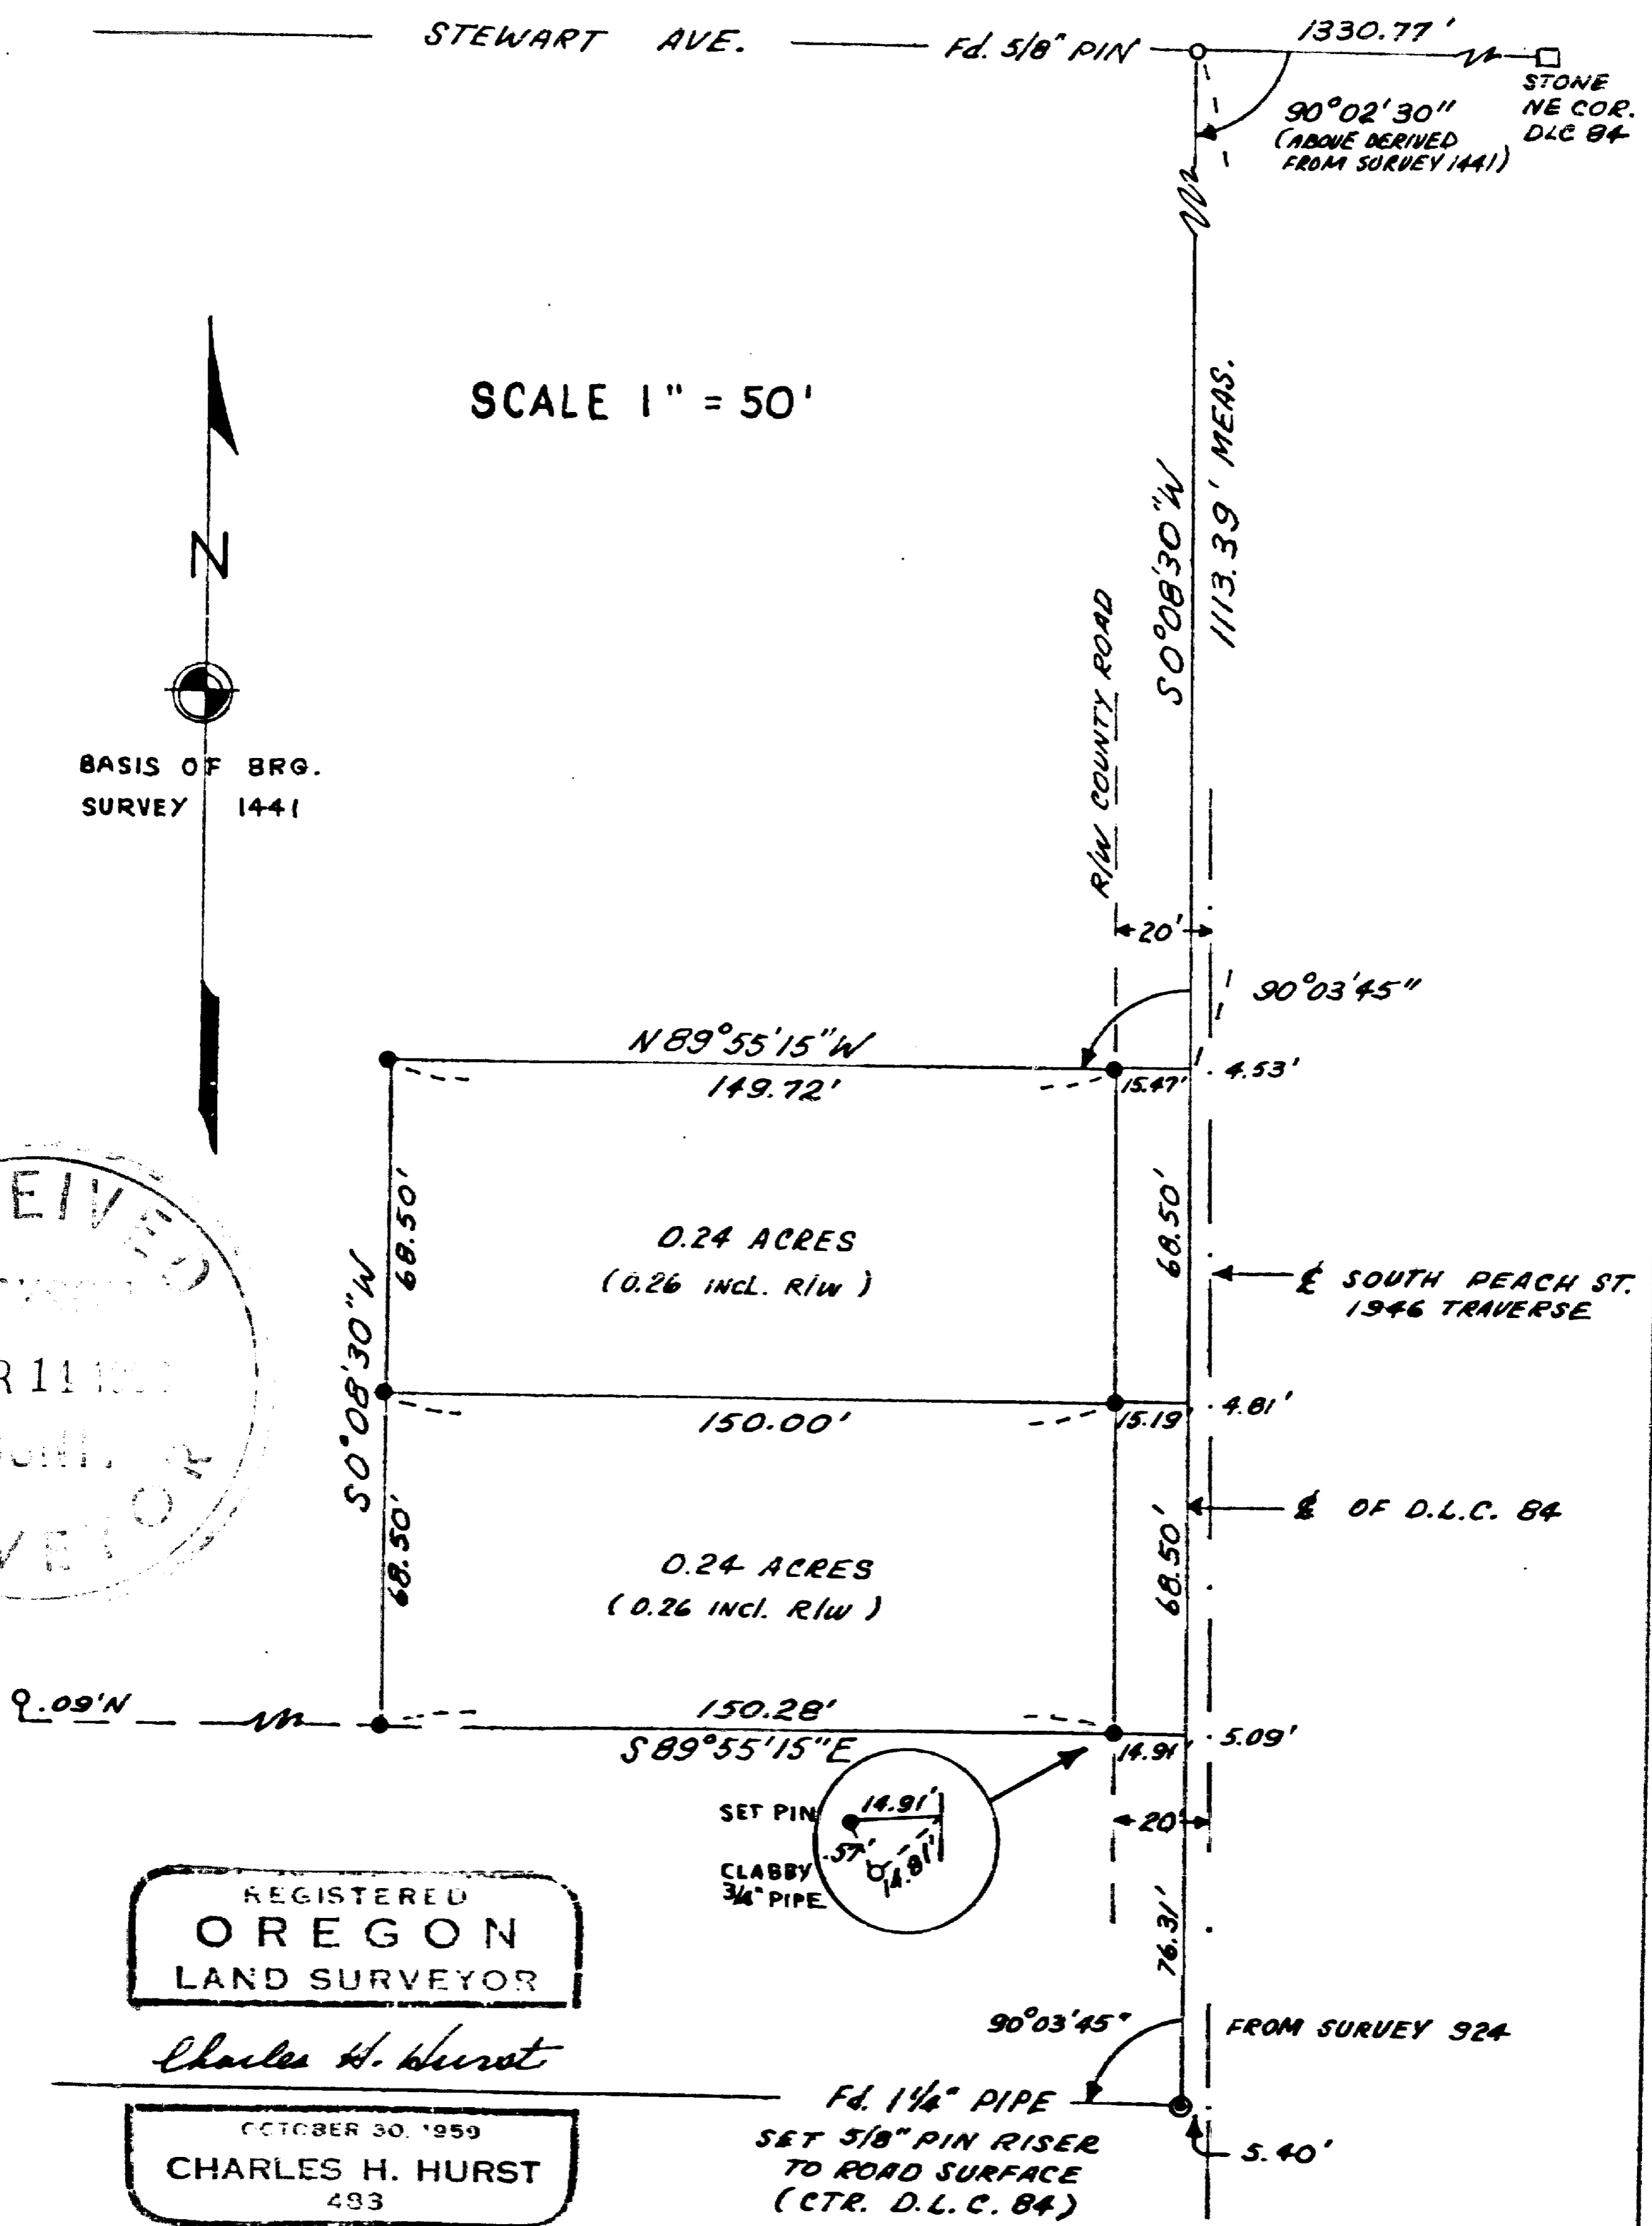 STEWART AVE.
Fd. 5/8" PIN
1330.77'
STONE
NE COR.
DLC 84
90°02'30"
(ABOVE DERIVED
FROM SURVEY 1441)
SCALE 1" = 50'
N
BASIS OF BRG.
SURVEY 1441
S0°08'30"W
1113.39' MEAS.
R/W COUNTY ROAD
20'
90°03'45"
N89°55'15"W
149.72'
15.47'
4.53'
68.50'
S0°08'30"W
0.24 ACRES
(0.26 INCL. R/W)
68.50'
℄ SOUTH PEACH ST.
1946 TRAVERSE
150.00'
15.19'
4.81'
68.50'
0.24 ACRES
(0.26 INCL. R/W)
68.50'
℄ OF D.L.C. 84
.09'N
150.28'
S89°55'15"E
14.91'
5.09'
20'
SET PIN
14.91'
.57'
14.81'
CLABBY
3/4" PIPE
76.31'
90°03'45"
FROM SURVEY 924
Fd. 1 1/4" PIPE
SET 5/8" PIN RISER
TO ROAD SURFACE
(CTR. D.L.C. 84)
5.40'
EIVED
R 11
REGISTERED
OREGON
LAND SURVEYOR
Charles H. Hurst
OCTOBER 30, 1959
CHARLES H. HURST
493